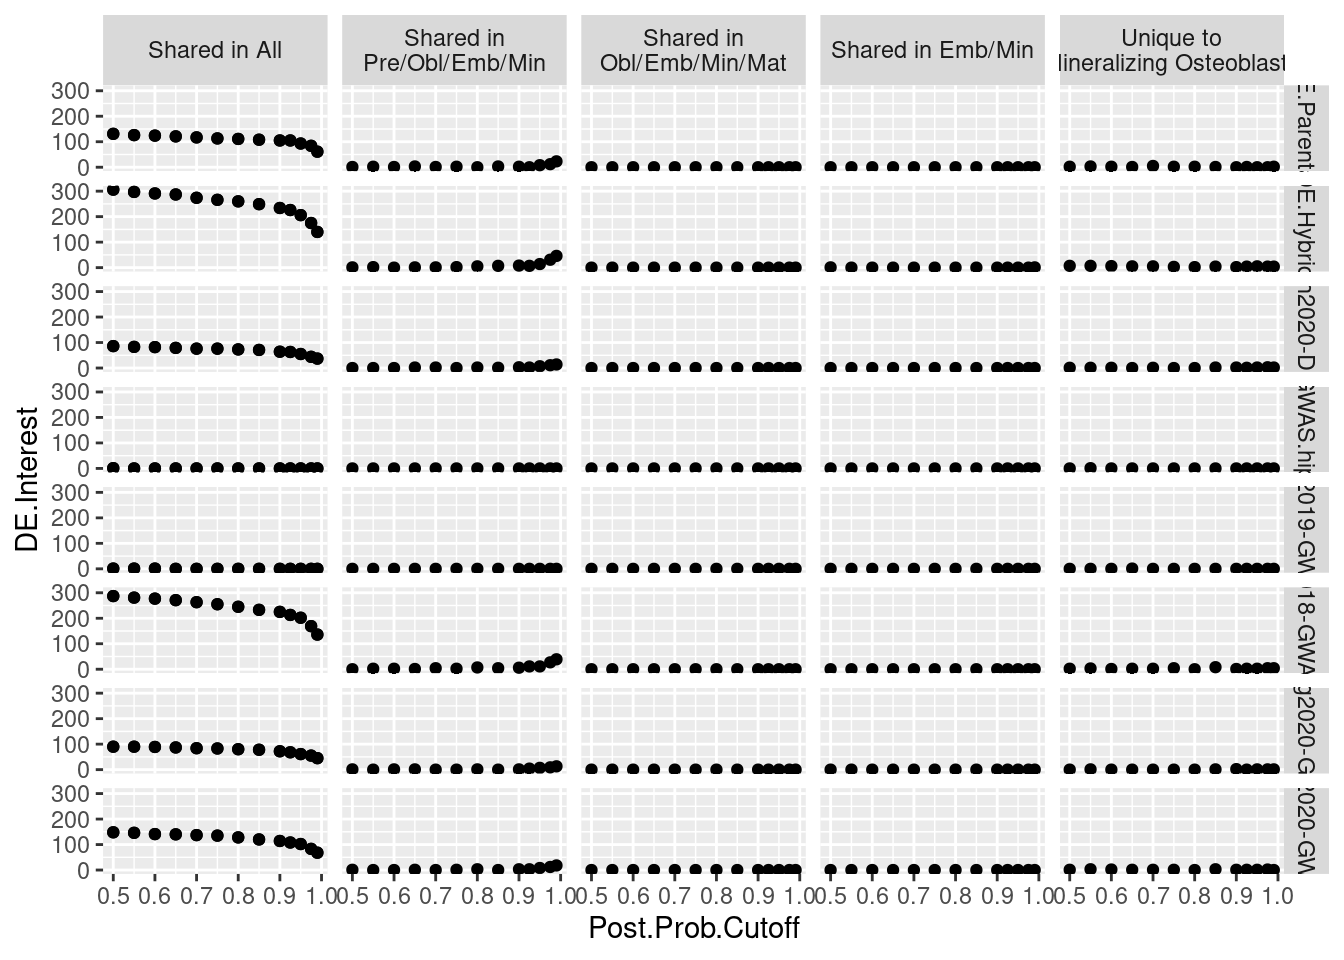 Shared in All
Shared in
Pre/Obl/Emb/Min
Shared in
Obl/Emb/Min/Mat
Shared in Emb/Min
Unique to
ineralizing Osteoblast
300
200
100
0
E.Parent
300
200
100
0
E.Hybri
300
200
100
0
2020-D
300
200
100
0
GWAS.hip
300
200
100
0
2019-GW
300
200
100
0
18-GWA
300
200
100
0
g2020-G
300
200
100
0
2020-GW
DE.Interest
0.5 0.6 0.7 0.8 0.9 1.0
0.5 0.6 0.7 0.8 0.9 1.0
0.5 0.6 0.7 0.8 0.9 1.0
0.5 0.6 0.7 0.8 0.9 1.0
0.5 0.6 0.7 0.8 0.9 1.0
Post.Prob.Cutoff